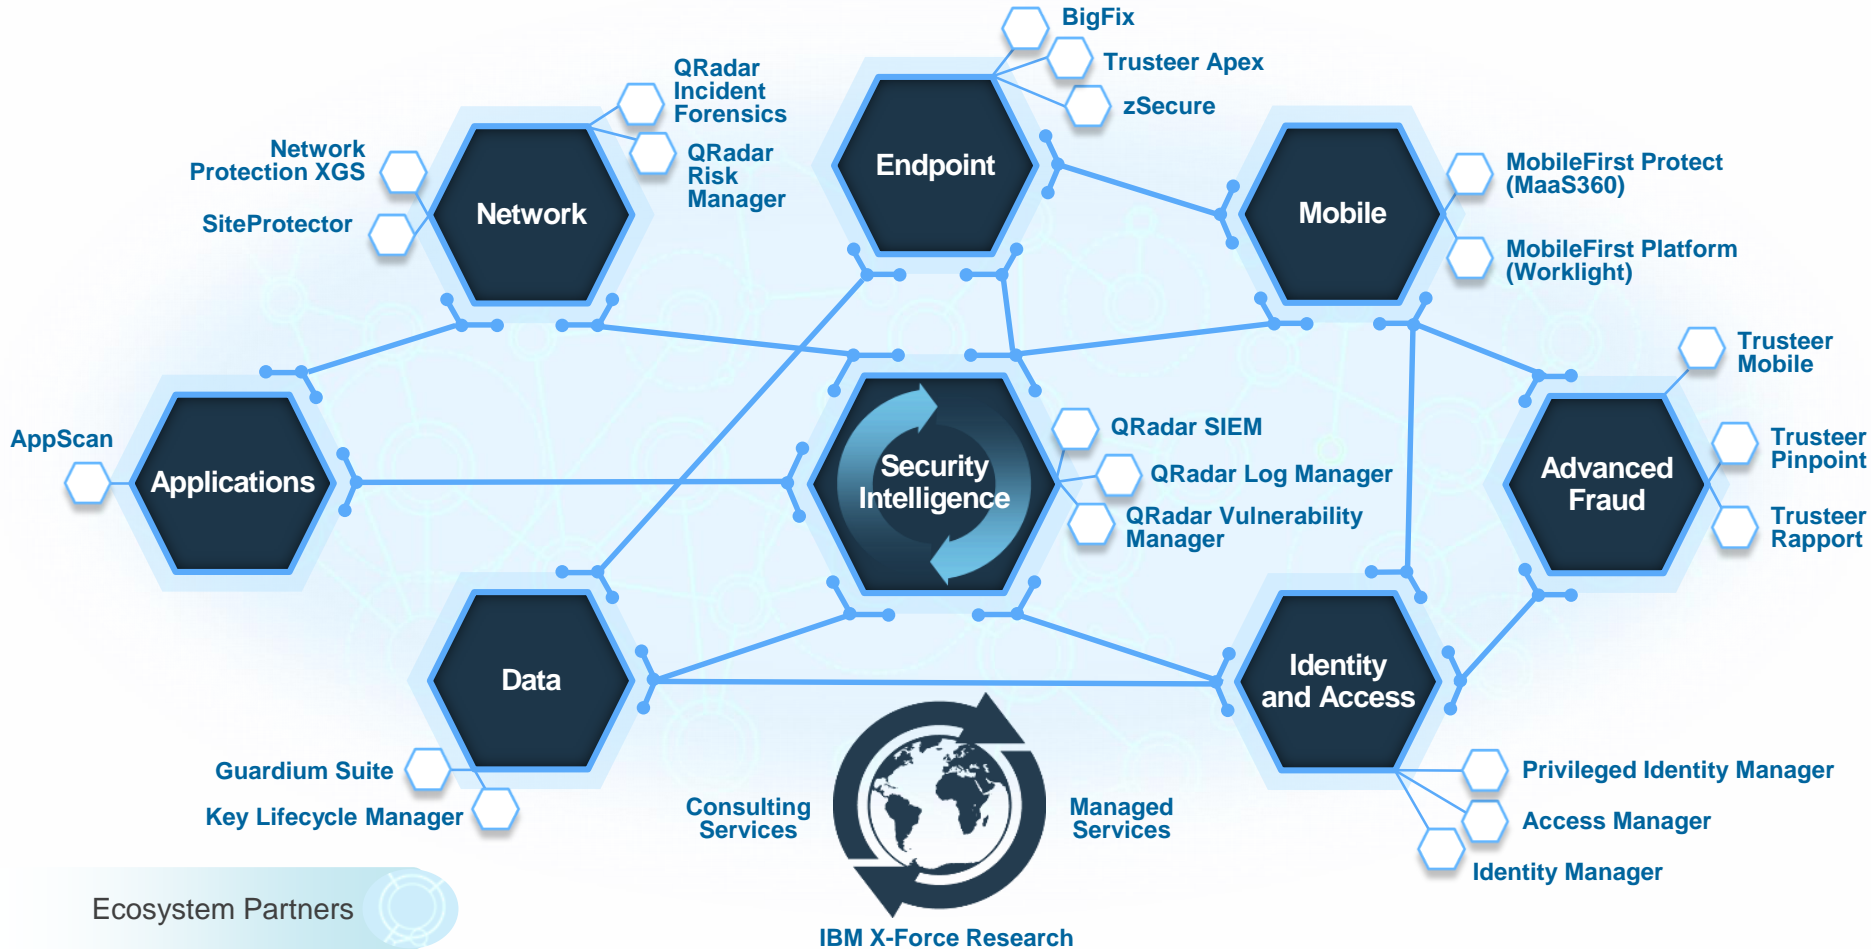 BigFix
Trusteer Apex
zSecure
QRadar
Incident
Forensics
QRadar
Risk
Manager
Network
Protection XGS
SiteProtector
Network
Endpoint
Mobile
MobileFirst Protect
(MaaS360)
MobileFirst Platform
(Worklight)
Trusteer
Mobile
Trusteer
Pinpoint
Trusteer
Rapport
Advanced
Fraud
AppScan
Applications
Security
Intelligence
QRadar SIEM
QRadar Log Manager
QRadar Vulnerability
Manager
Data
Guardium Suite
Key Lifecycle Manager
Identity
and Access
Privileged Identity Manager
Access Manager
Identity Manager
Consulting
Services
Managed
Services
IBM X-Force Research
Ecosystem Partners